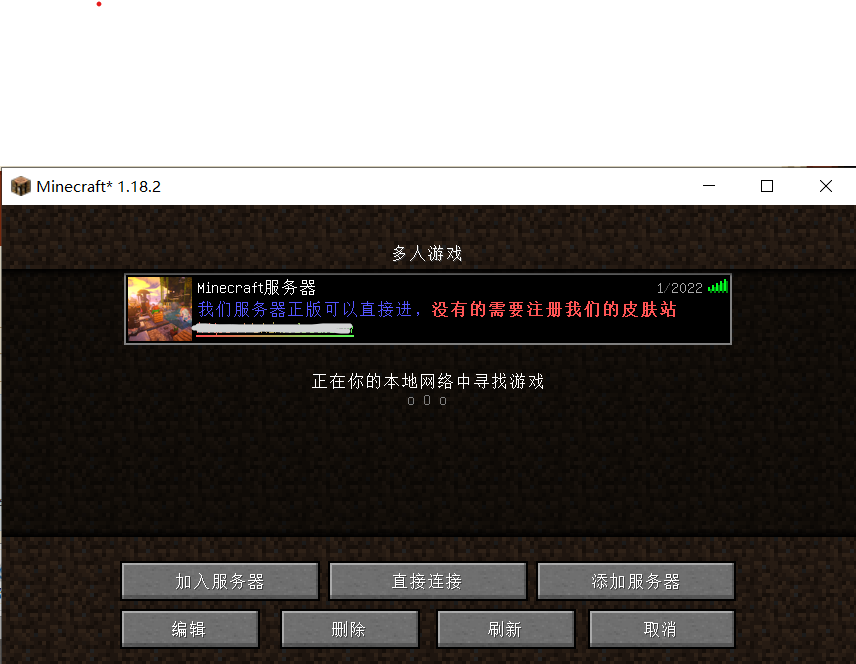 Minecraft* 1.18.2
多人游戏
Minecraft服务器 1/2022
我们服务器正版可以直接进，没有的需要注册我们的皮肤站
正在你的本地网络中寻找游戏
o O o
加入服务器 直接连接 添加服务器
编辑 删除 刷新 取消